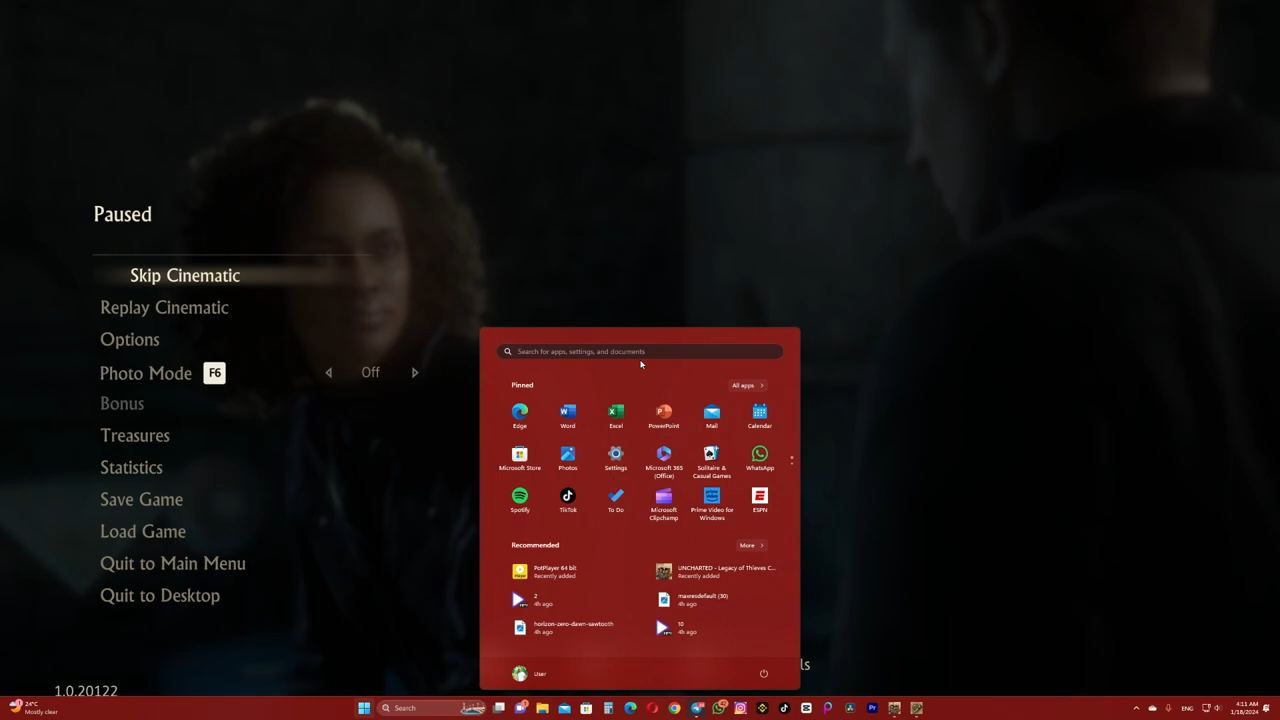 Paused
Skip Cinematic
Replay Cinematic
Options
Photo Mode F6 Off
Bonus
Treasures
Statistics
Save Game
Load Game
Quit to Main Menu
Quit to Desktop
1.0.20122
ls
Search for apps, settings, and documents
Pinned
All apps
Edge
Word
Excel
PowerPoint
Mail
Calendar
Microsoft Store
Photos
Settings
Microsoft 365
(Office)
Solitaire &
Casual Games
WhatsApp
Spotify
TikTok
To Do
Microsoft
Clipchamp
Prime Video for
Windows
ESPN
Recommended
More
PotPlayer 64 bit
Recently added
UNCHARTED - Legacy of Thieves C...
Recently added
2
4h ago
maxresdefault (30)
4h ago
horizon-zero-dawn-sawtooth
4h ago
10
4h ago
User
24°C
Mostly clear
Search
ENG
4:11 AM
1/18/2024